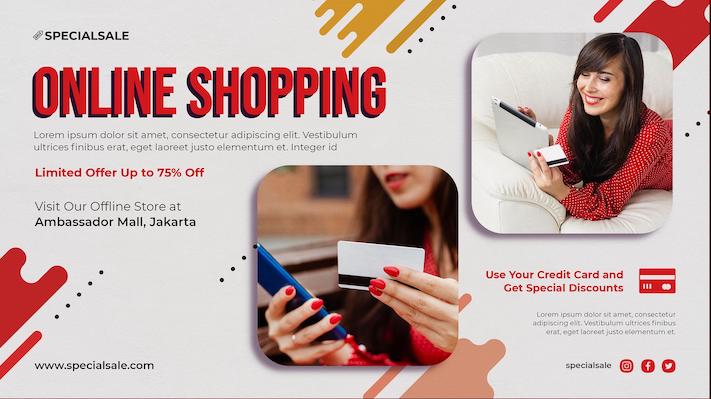 SPECIALSALE
ONLINE SHOPPING
Lorem ipsum dolor sit amet, consectetur adipiscing elit. Vestibulum
ultrices finibus erat, eget laoreet justo elementum et. Integer id
Limited Offer Up to 75% Off
Visit Our Offline Store at
Ambassador Mall, Jakarta
Use Your Credit Card and
Get Special Discounts
Lorem ipsum dolor sit amet, consectetur
adipiscing elit. Vestibulum ultrices finibus
erat, eget laoreet justo elementum et.
www.specialsale.com
specialsale